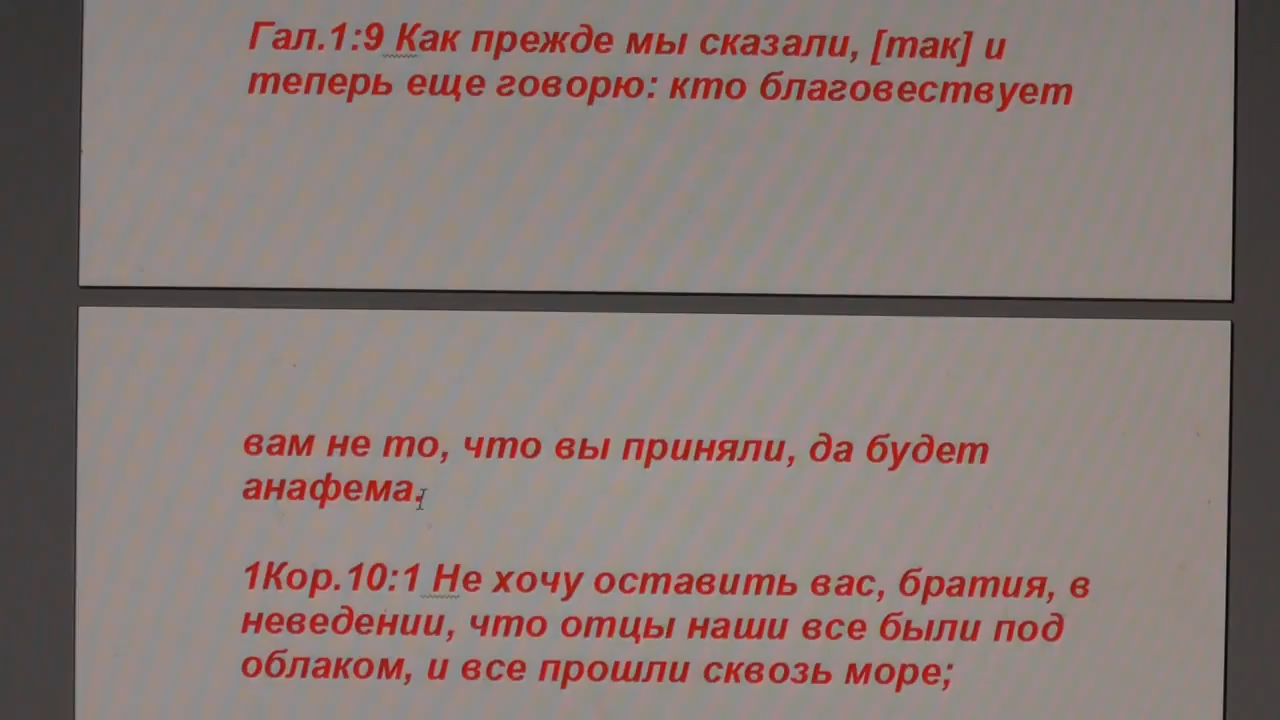 Гал.1:9 Как прежде мы сказали, [так] и
теперь еще говорю: кто благовествует
вам не то, что вы приняли, да будет
анафема.
1Кор.10:1 Не хочу оставить вас, братия, в
неведении, что отцы наши все были под
облаком, и все прошли сквозь море;